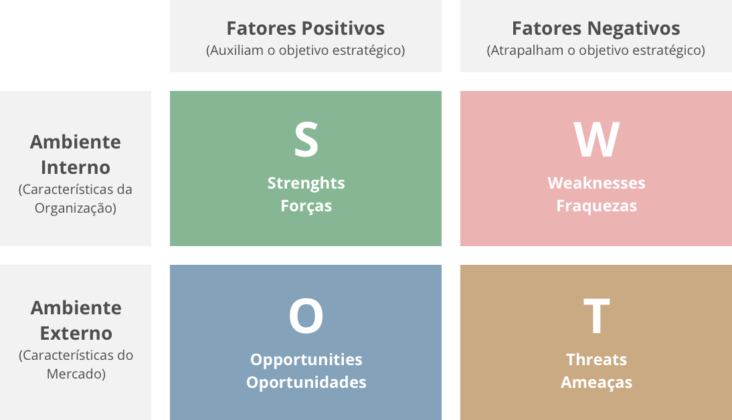 Fatores Positivos
(Auxiliam o objetivo estratégico)
Fatores Negativos
(Atrapalham o objetivo estratégico)
Ambiente
Interno
(Características da
Organização)
S
Strenghts
Forças
W
Weaknesses
Fraquezas
Ambiente
Externo
(Características do
Mercado)
O
Opportunities
Oportunidades
T
Threats
Ameaças